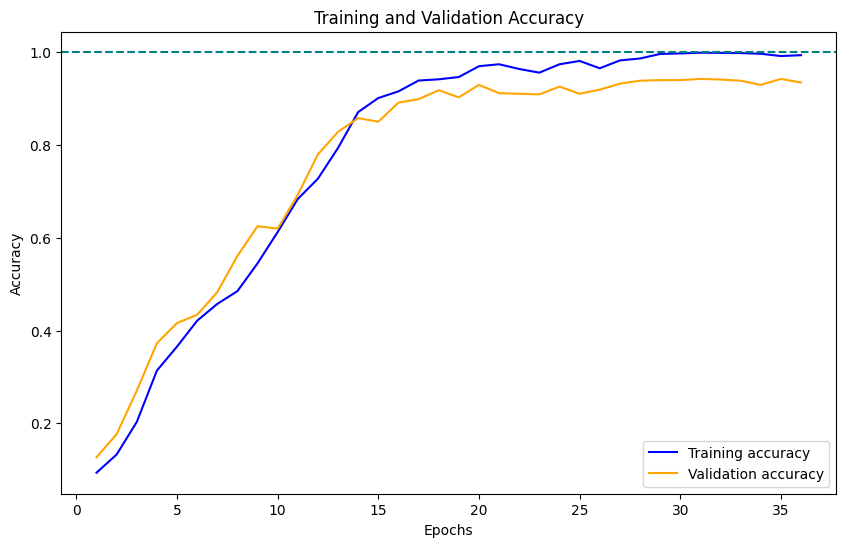 Training and Validation Accuracy
1.0
0.8
0.6
0.4
0.2
Accuracy
0 5 10 15 20 25 30 35
Epochs
Training accuracy
Validation accuracy